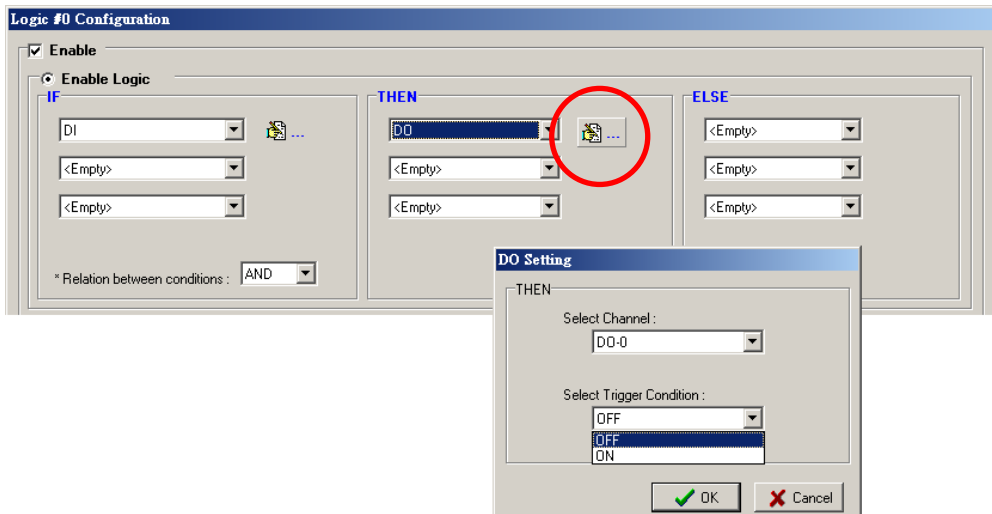 Logic #0 Configuration
Enable
Enable Logic
IF
THEN
ELSE
DI
...
DO
...
<Empty>
<Empty>
<Empty>
<Empty>
<Empty>
<Empty>
<Empty>
* Relation between conditions :
AND
DO Setting
THEN
Select Channel :
DO-0
Select Trigger Condition :
OFF
OFF
ON
OK
Cancel